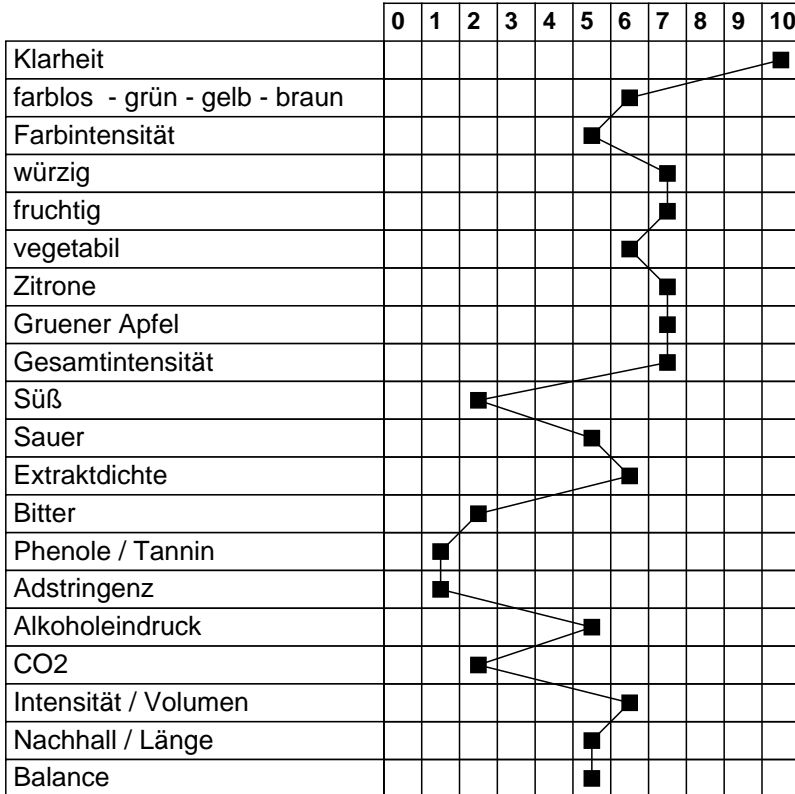 0 1 2 3 4 5 6 7 8 9 10
Klarheit
farblos - grün - gelb - braun
Farbintensität
würzig
fruchtig
vegetabil
Zitrone
Gruener Apfel
Gesamtintensität
Süß
Sauer
Extraktdichte
Bitter
Phenole / Tannin
Adstringenz
Alkoholeindruck
CO2
Intensität / Volumen
Nachhall / Länge
Balance